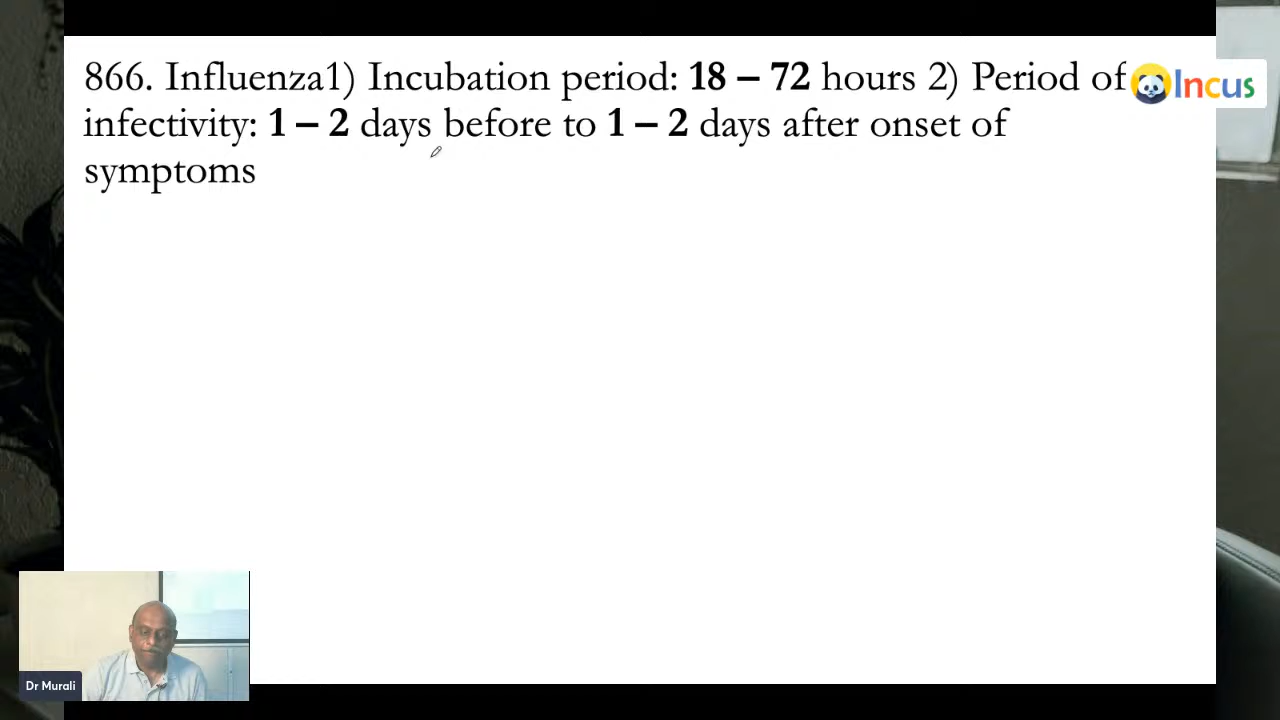 866. Influenza1) Incubation period: 18 – 72 hours 2) Period of
infectivity: 1 – 2 days before to 1 – 2 days after onset of
symptoms
Incus
Dr Murali